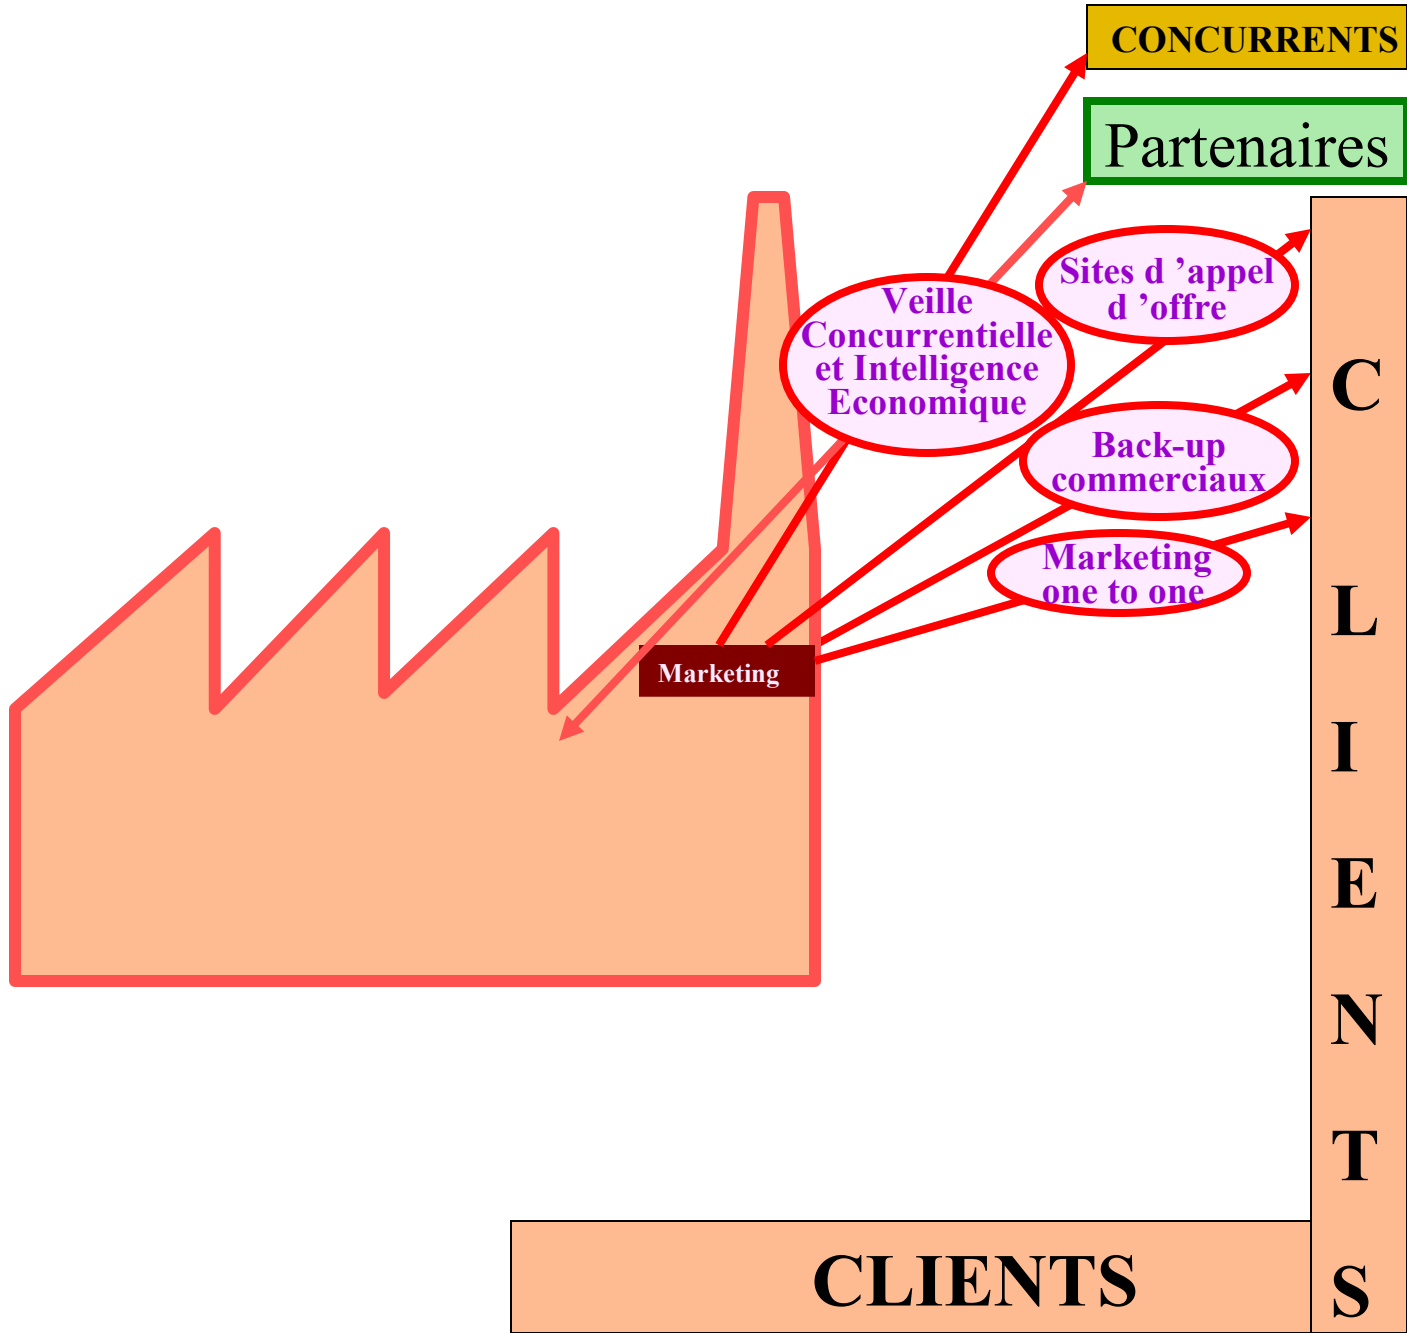 CONCURRENTS
Partenaires
Sites d ’appel
d ’offre
Veille
Concurrentielle
et Intelligence
Economique
Back-up
commerciaux
Marketing
one to one
Marketing
C
L
I
E
N
T
S
CLIENTS